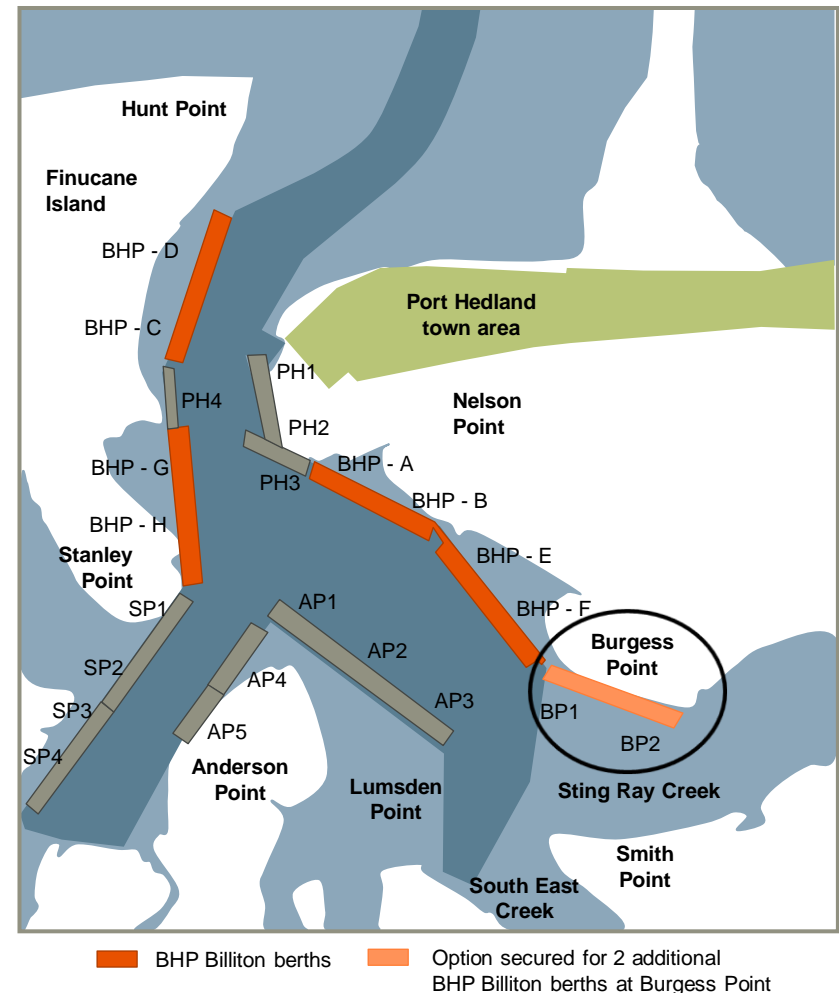 Hunt Point
Finucane
Island
BHP - D
BHP - C
Port Hedland
town area
PH1
PH4
Nelson
Point
PH2
BHP - A
BHP - G
PH3
BHP - B
BHP - H
BHP - E
Stanley
Point
SP1
AP1
BHP - F
Burgess
Point
AP2
SP2
AP4
AP3
SP3
BP1
AP5
BP2
SP4
Anderson
Point
Lumsden
Point
Sting Ray Creek
Smith
Point
South East
Creek
BHP Billiton berths
Option secured for 2 additional
BHP Billiton berths at Burgess Point